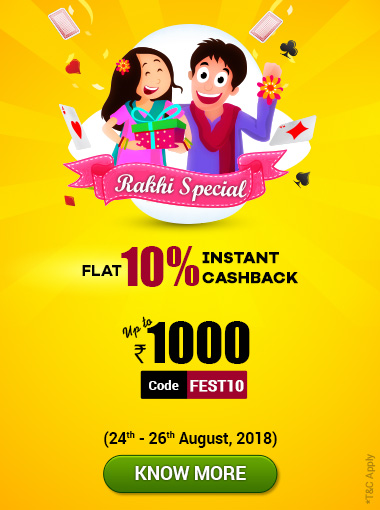 Rakhi Special
FLAT 10% INSTANT
CASHBACK
Up to
₹1000
Code FEST10
(24th - 26th August, 2018)
KNOW MORE
*T&C Apply